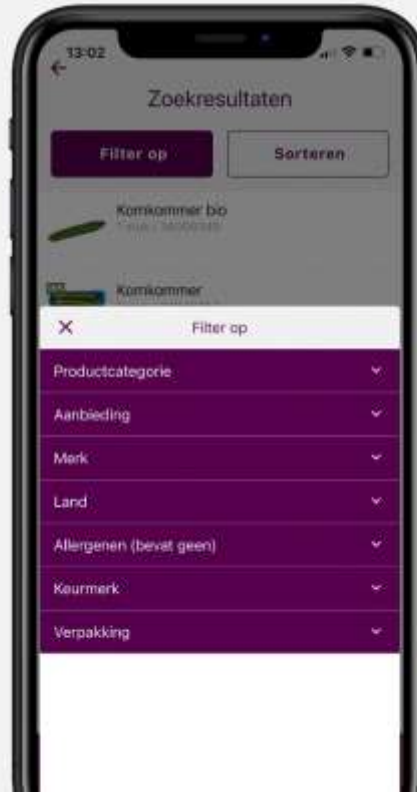 13:02
Zoekresultaten
Filter op
Sorteren
Komkommer bio
Komkommer
Filter op
Productcategorie
Aanbieding
Merk
Land
Allergenen (bevat geen)
Keurmerk
Verpakking